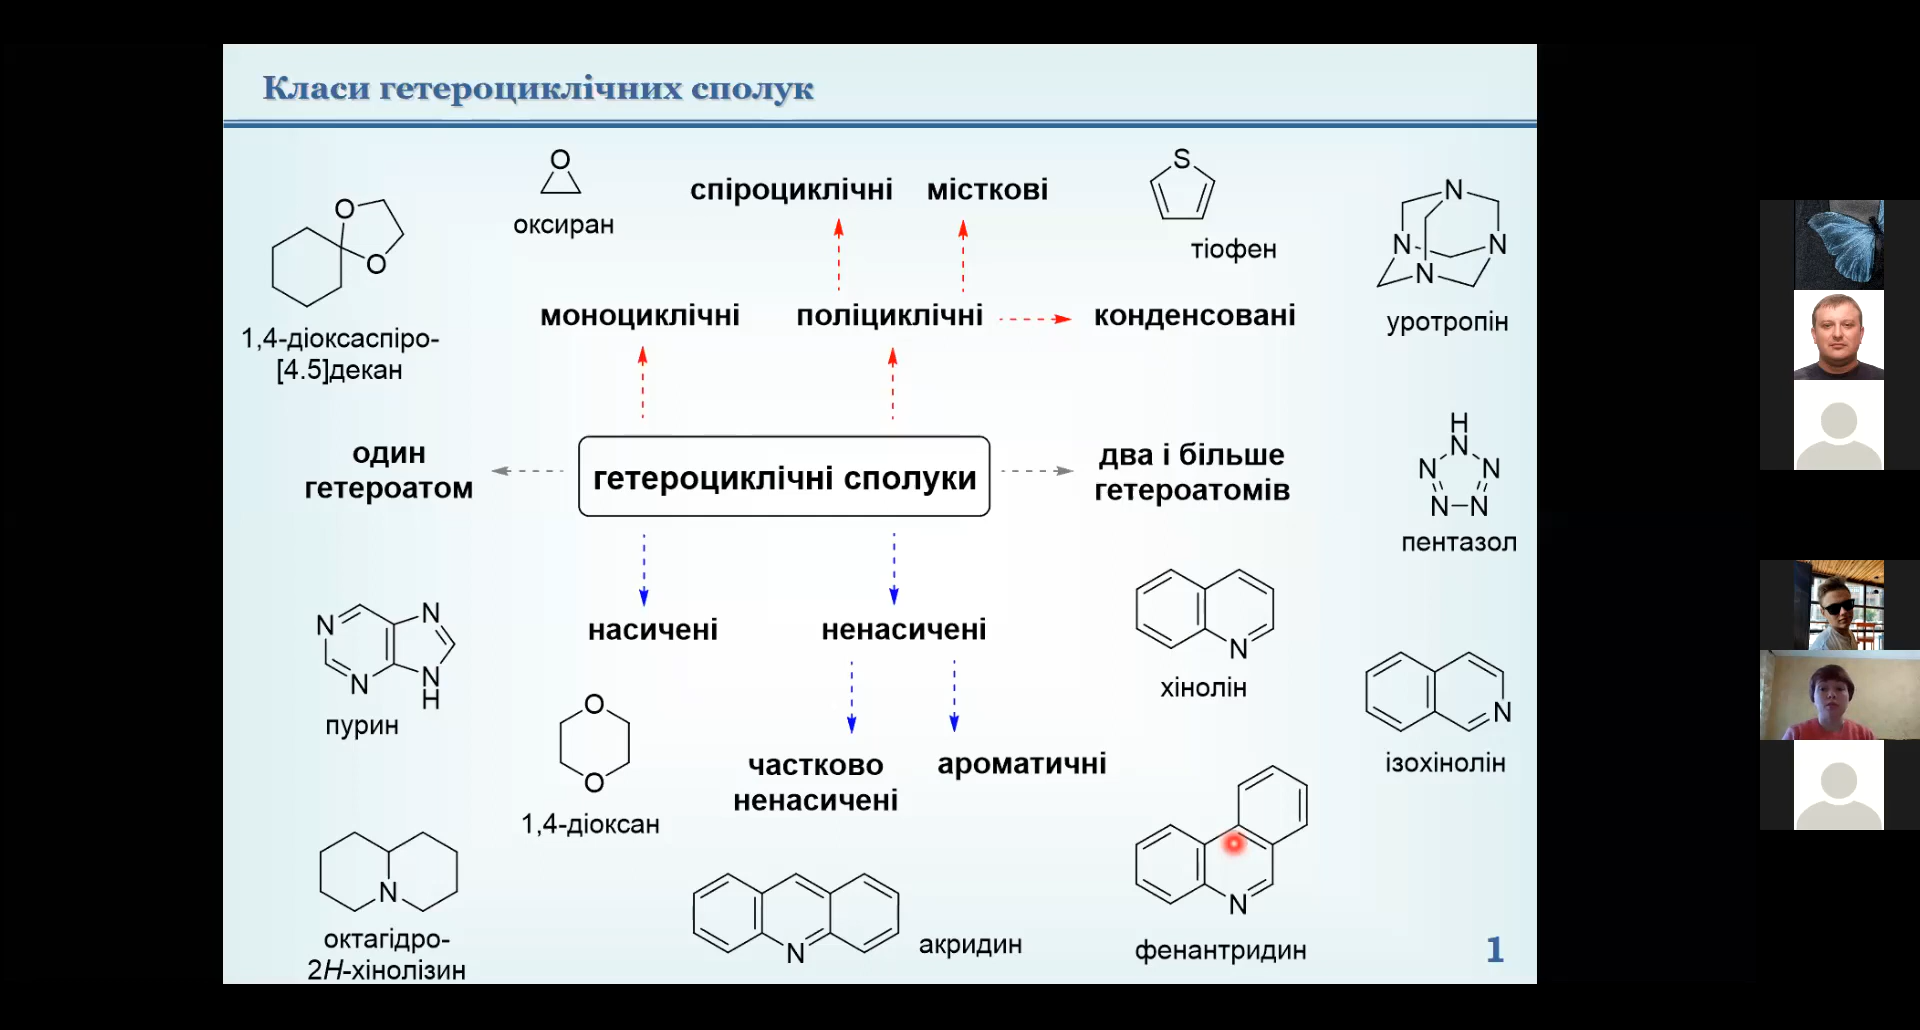 Класи гетероциклічних сполук
O
оксиран
спіроциклічні
місткові
S
тіофен
N
N
N
N
уротропін
O
O
1,4-діоксаспіро-
[4.5]декан
моноциклічні
поліциклічні
конденсовані
один
гетероатом
гетероциклічні сполуки
два і більше
гетероатомів
H
N
N
N
N–N
пентазол
насичені
ненасичені
N
N
N
N
H
пурин
N
хінолін
N
ізохінолін
O
O
1,4-діоксан
частково
ненасичені
ароматичні
N
октагідро-
2H-хінолізин
N
акридин
N
фенантридин
1